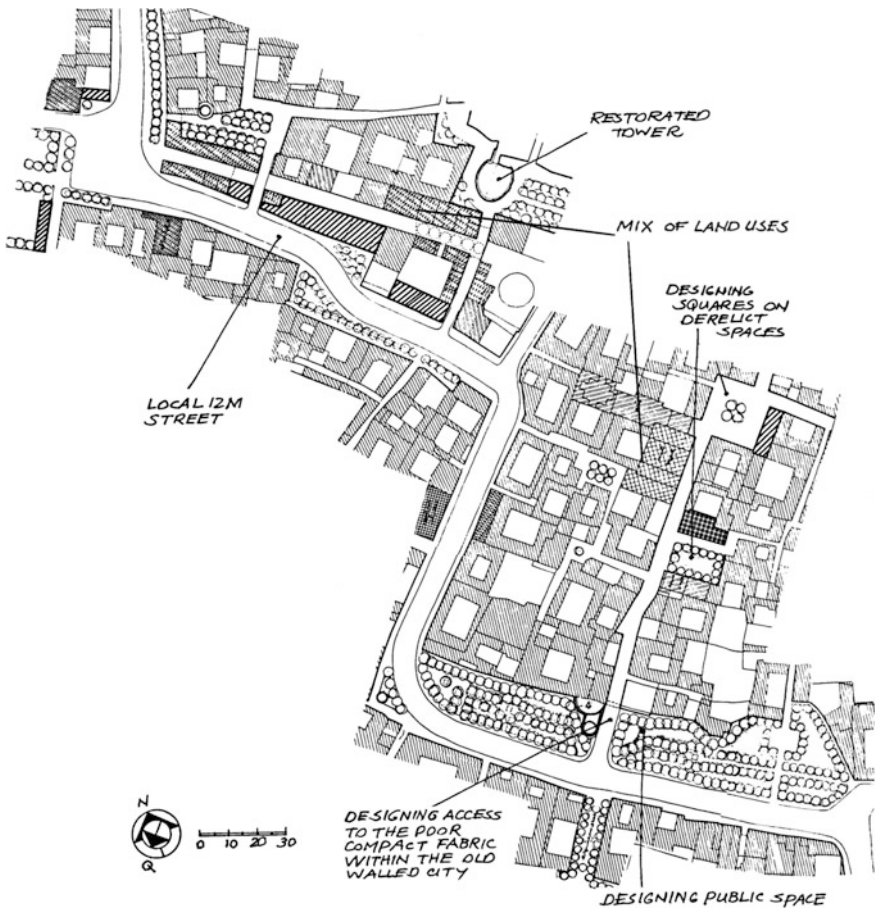 RESTORATED
TOWER
MIX OF LAND USES
DESIGNING
SQUARES ON
DERELICT
SPACES
LOCAL 12M
STREET
N
Q
0 10 20 30
DESIGNING ACCESS
TO THE POOR
COMPACT FABRIC
WITHIN THE OLD
WALLED CITY
DESIGNING PUBLIC SPACE